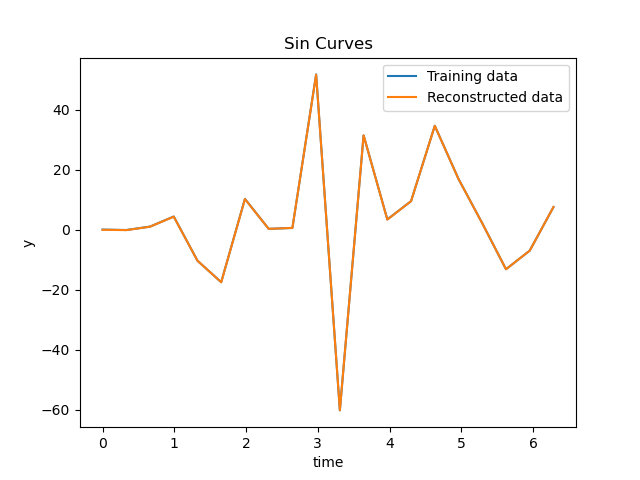 Sin Curves
Training data
Reconstructed data
40
20
0
−20
−40
−60
y
0 1 2 3 4 5 6
time